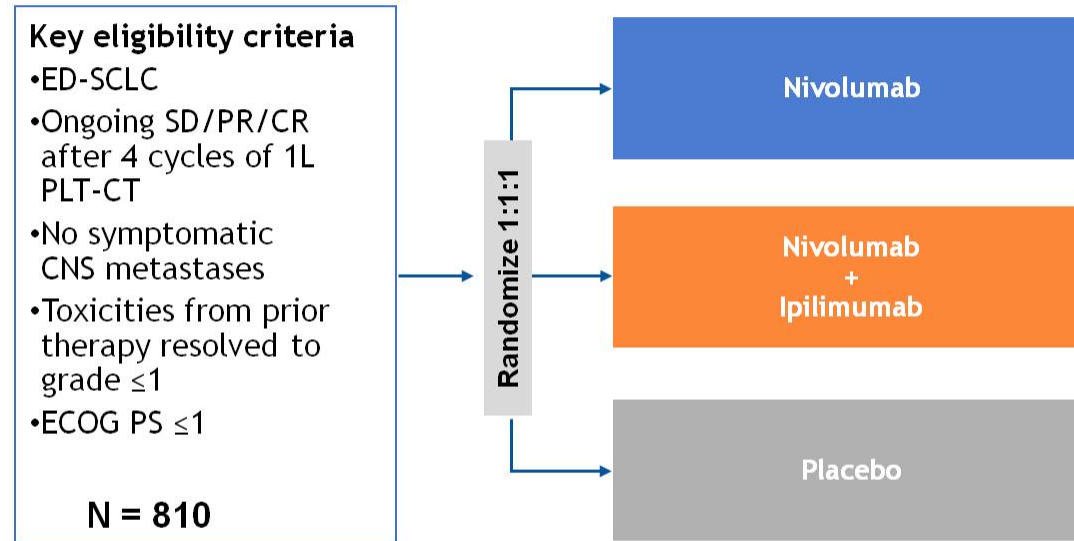 Key eligibility criteria
•ED-SCLC
•Ongoing SD/PR/CR
after 4 cycles of 1L
PLT-CT
•No symptomatic
CNS metastases
•Toxicities from prior
therapy resolved to
grade ≤1
•ECOG PS ≤1
N = 810
Randomize 1:1:1
Nivolumab
Nivolumab
+
Ipilimumab
Placebo